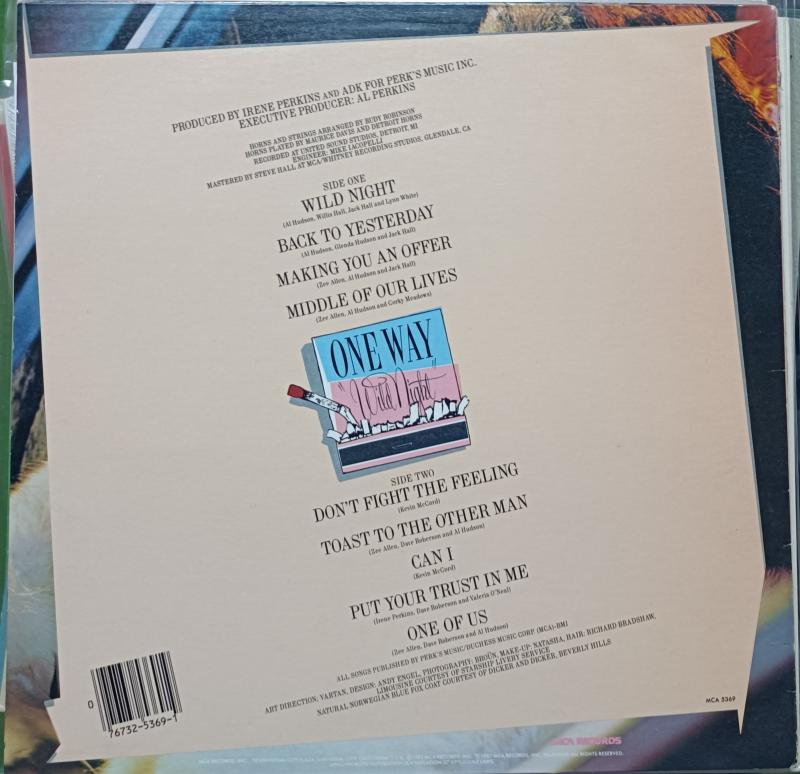 PRODUCED BY IRENE PERKINS AND ADK FOR PERK'S MUSIC INC.
EXECUTIVE PRODUCER: AL PERKINS
HORNS AND STRINGS ARRANGED BY RUDY ROBINSON
HORNS PLAYED BY MAURICE DAVIS AND DETROIT HORNS
RECORDED AT UNITED SOUND STUDIOS, DETROIT, MI
ENGINEER: MIKE IACOPELLI
MASTERED BY STEVE HALL AT MCA/WHITNEY RECORDING STUDIOS, GLENDALE, CA
SIDE ONE
WILD NIGHT
(Al Hudson, Willis Hall, Jack Hall and Lynn White)
BACK TO YESTERDAY
(Al Hudson, Glenda Hudson and Jack Hall)
MAKING YOU AN OFFER
(Zee Allen, Al Hudson and Jack Hall)
MIDDLE OF OUR LIVES
(Zee Allen, Al Hudson and Corky Meadows)
ONE WAY
"Wild Night"
SIDE TWO
DON'T FIGHT THE FEELING
(Kevin McCord)
TOAST TO THE OTHER MAN
(Zee Allen, Dave Roberson and Al Hudson)
CAN I
(Kevin McCord)
PUT YOUR TRUST IN ME
(Irene Perkins, Dave Roberson and Valeria O'Neal)
ONE OF US
(Zee Allen, Dave Roberson and Al Hudson)
ALL SONGS PUBLISHED BY PERK'S MUSIC/DUCHESS MUSIC CORP. (MCA)-BMI
ART DIRECTION: VARTAN, DESIGN: ANDY ENGEL, PHOTOGRAPHY: BROÜN, MAKE-UP: NATASHA, HAIR: RICHARD BRADSHAW,
LIMOUSINE COURTESY OF STARSHIP LIVERY SERVICE
NATURAL NORWEGIAN BLUE FOX COAT COURTESY OF DICKER AND DICKER, BEVERLY HILLS
0
76732-5369-1
MCA 5369
MCA RECORDS